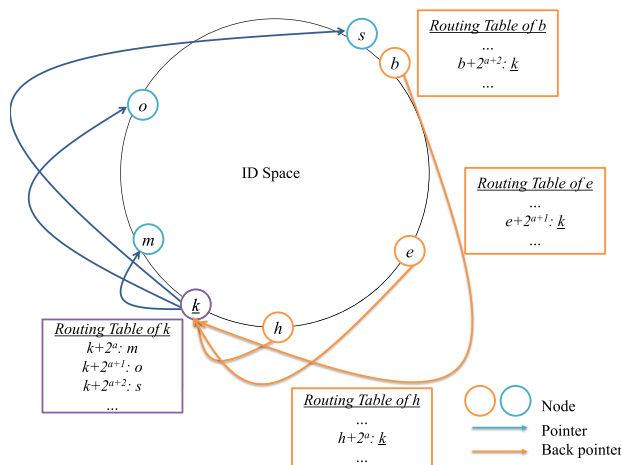 s
b
o
ID Space
m
e
k
h
Routing Table of b
...
b+2^{a+2}: k
...
Routing Table of e
...
e+2^{a+1}: k
...
Routing Table of k
k+2^{a}: m
k+2^{a+1}: o
k+2^{a+2}: s
...
Routing Table of h
...
h+2^{a}: k
...
Node
Pointer
Back pointer